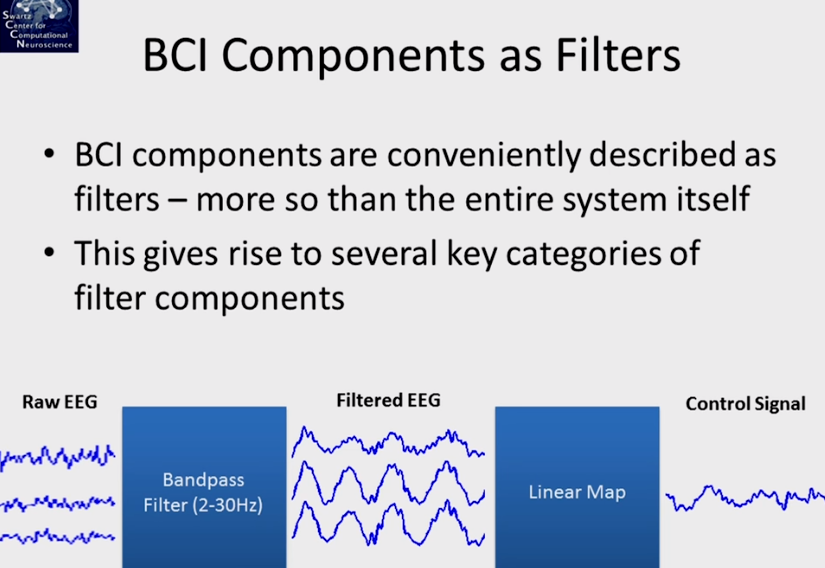 Swartz
Center for
Computational
Neuroscience
BCI Components as Filters
• BCI components are conveniently described as
filters – more so than the entire system itself
• This gives rise to several key categories of
filter components
Raw EEG
Filtered EEG
Control Signal
Bandpass
Filter (2-30Hz)
Linear Map